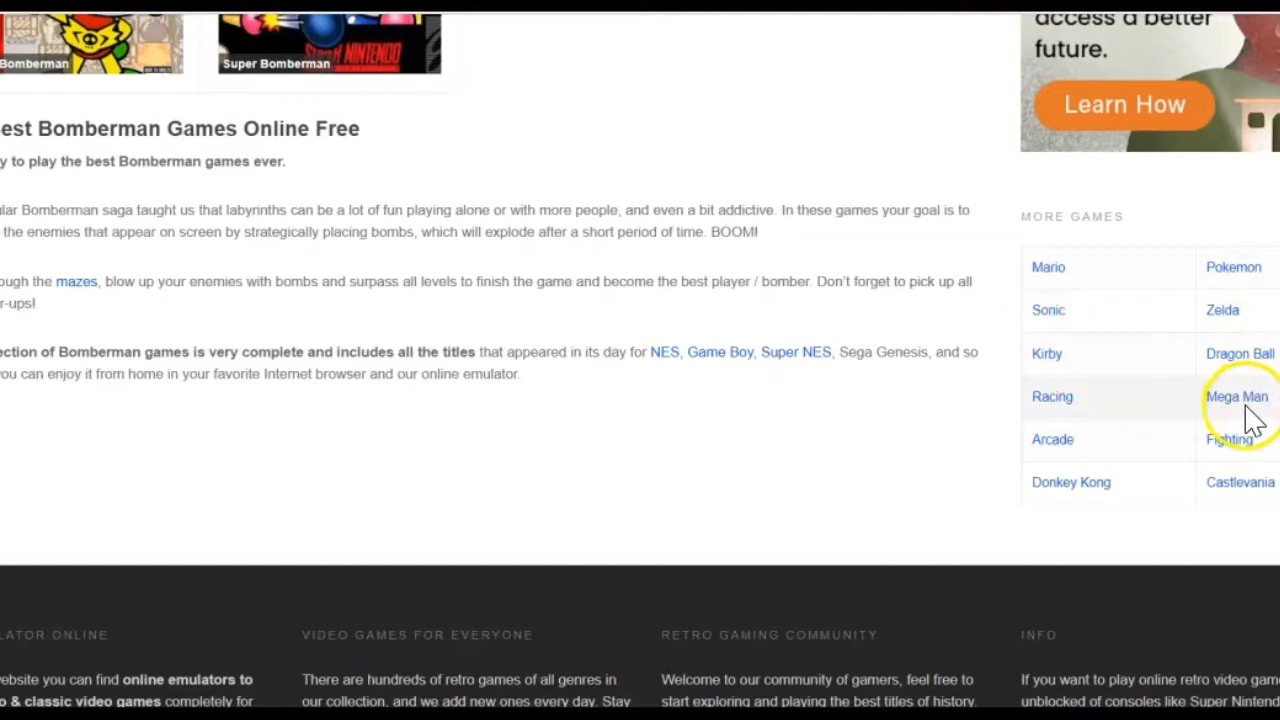 access a better
future.
Learn How
Bomberman
SUPER NINTENDO
Super Bomberman
est Bomberman Games Online Free
y to play the best Bomberman games ever.
lar Bomberman saga taught us that labyrinths can be a lot of fun playing alone or with more people, and even a bit addictive. In these games your goal is to
the enemies that appear on screen by strategically placing bombs, which will explode after a short period of time. BOOM!
ough the mazes, blow up your enemies with bombs and surpass all levels to finish the game and become the best player / bomber. Don't forget to pick up all
r-ups!
ection of Bomberman games is very complete and includes all the titles that appeared in its day for NES, Game Boy, Super NES, Sega Genesis, and so
you can enjoy it from home in your favorite Internet browser and our online emulator.
MORE GAMES
Mario Pokemon
Sonic Zelda
Kirby Dragon Ball
Racing Mega Man
Arcade Fighting
Donkey Kong Castlevania
LATOR ONLINE
ebsite you can find online emulators to
o & classic video games completely for
VIDEO GAMES FOR EVERYONE
There are hundreds of retro games of all genres in
our collection, and we add new ones every day. Stay
RETRO GAMING COMMUNITY
Welcome to our community of gamers, feel free to
start exploring and playing the best titles of history.
INFO
If you want to play online retro video game
unblocked of consoles like Super Nintend